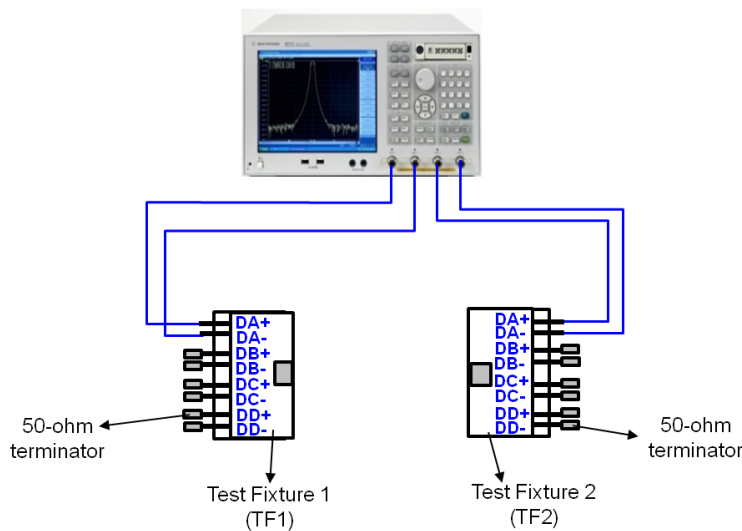 R XXXXX
DA+
DA-
DB+
DB-
DC+
DC-
DD+
DD-
DA+
DA-
DB+
DB-
DC+
DC-
DD+
DD-
50-ohm
terminator
50-ohm
terminator
Test Fixture 1
(TF1)
Test Fixture 2
(TF2)